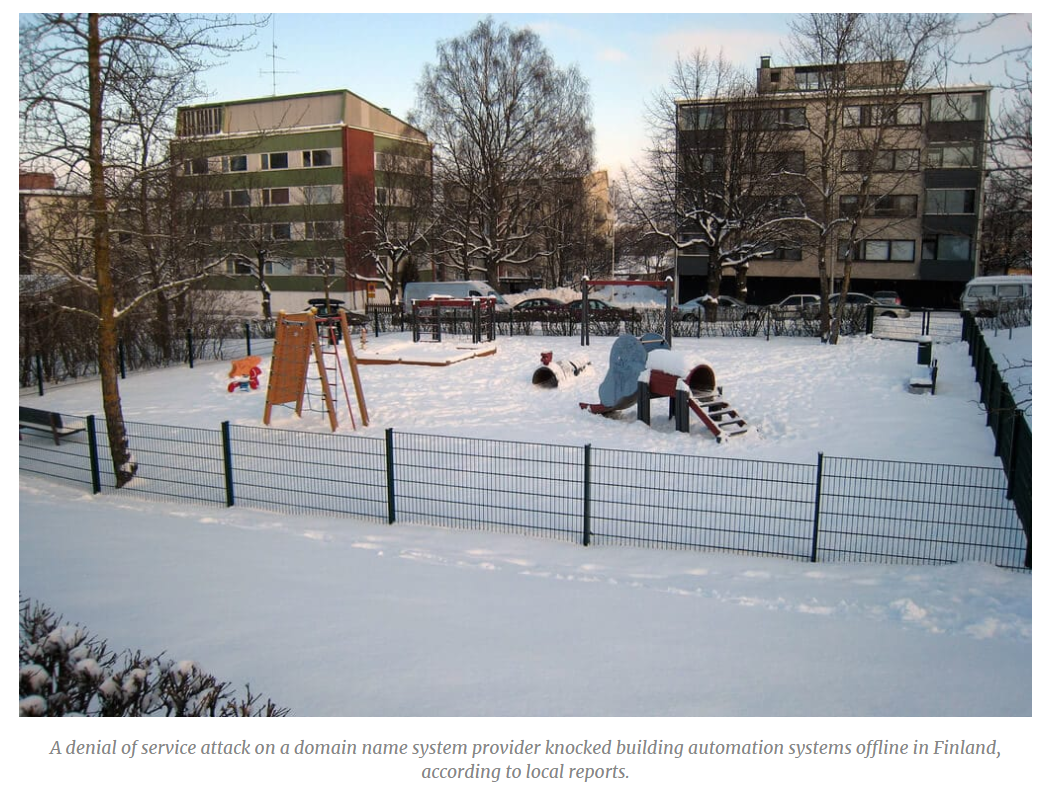 A denial of service attack on a domain name system provider knocked building automation systems offline in Finland,
according to local reports.